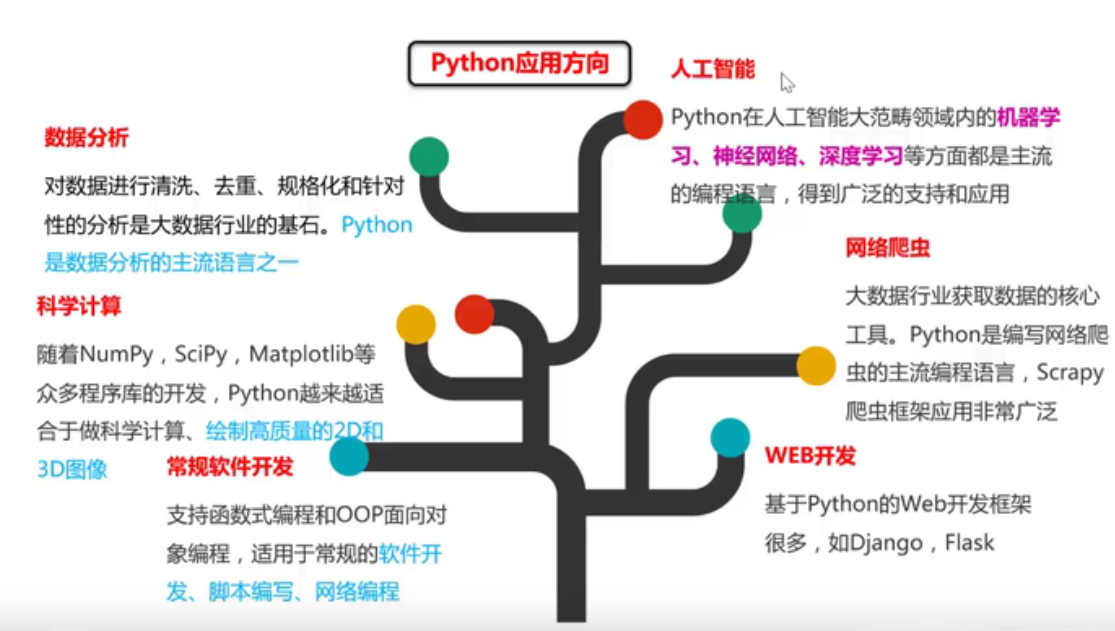 Python应用方向
人工智能
Python在人工智能大范畴领域内的机器学
习、神经网络、深度学习等方面都是主流
的编程语言，得到广泛的支持和应用
数据分析
对数据进行清洗、去重、规格化和针对
性的分析是大数据行业的基石。Python
是数据分析的主流语言之一
网络爬虫
大数据行业获取数据的核心
工具。Python是编写网络爬
虫的主流编程语言，Scrapy
爬虫框架应用非常广泛
科学计算
随着NumPy，SciPy，Matplotlib等
众多程序库的开发，Python越来越适
合于做科学计算、绘制高质量的2D和
3D图像
常规软件开发
支持函数式编程和OOP面向对
象编程，适用于常规的软件开
发、脚本编写、网络编程
WEB开发
基于Python的Web开发框架
很多，如Django，Flask